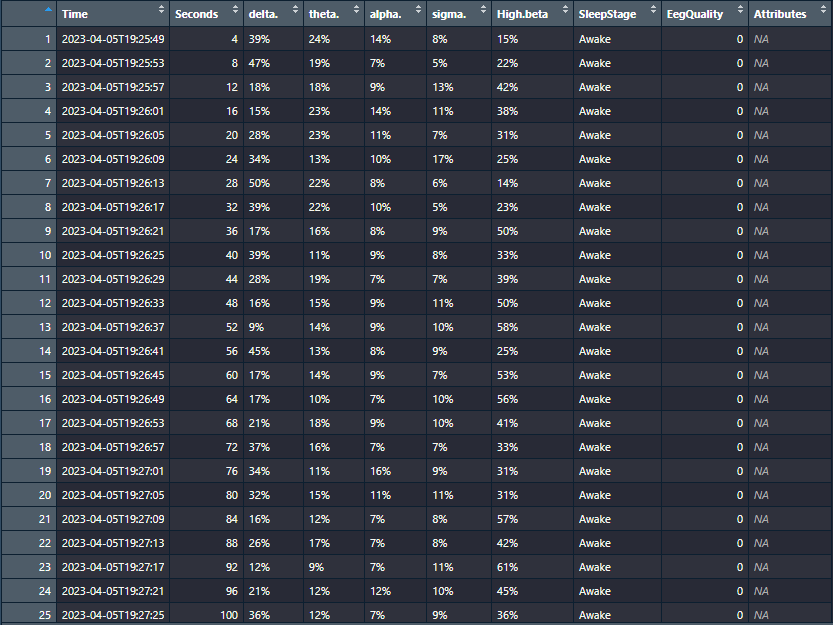 Time Seconds delta. theta. alpha. sigma. High.beta SleepStage EegQuality Attributes
1 2023-04-05T19:25:49 4 39% 24% 14% 8% 15% Awake 0 NA
2 2023-04-05T19:25:53 8 47% 19% 7% 5% 22% Awake 0 NA
3 2023-04-05T19:25:57 12 18% 18% 9% 13% 42% Awake 0 NA
4 2023-04-05T19:26:01 16 15% 23% 14% 11% 38% Awake 0 NA
5 2023-04-05T19:26:05 20 28% 23% 11% 7% 31% Awake 0 NA
6 2023-04-05T19:26:09 24 34% 13% 10% 17% 25% Awake 0 NA
7 2023-04-05T19:26:13 28 50% 22% 8% 6% 14% Awake 0 NA
8 2023-04-05T19:26:17 32 39% 22% 10% 5% 23% Awake 0 NA
9 2023-04-05T19:26:21 36 17% 16% 8% 9% 50% Awake 0 NA
10 2023-04-05T19:26:25 40 39% 11% 9% 8% 33% Awake 0 NA
11 2023-04-05T19:26:29 44 28% 19% 7% 7% 39% Awake 0 NA
12 2023-04-05T19:26:33 48 16% 15% 9% 11% 50% Awake 0 NA
13 2023-04-05T19:26:37 52 9% 14% 9% 10% 58% Awake 0 NA
14 2023-04-05T19:26:41 56 45% 13% 8% 9% 25% Awake 0 NA
15 2023-04-05T19:26:45 60 17% 14% 9% 7% 53% Awake 0 NA
16 2023-04-05T19:26:49 64 17% 10% 7% 10% 56% Awake 0 NA
17 2023-04-05T19:26:53 68 21% 18% 9% 10% 41% Awake 0 NA
18 2023-04-05T19:26:57 72 37% 16% 7% 7% 33% Awake 0 NA
19 2023-04-05T19:27:01 76 34% 11% 16% 9% 31% Awake 0 NA
20 2023-04-05T19:27:05 80 32% 15% 11% 11% 31% Awake 0 NA
21 2023-04-05T19:27:09 84 16% 12% 7% 8% 57% Awake 0 NA
22 2023-04-05T19:27:13 88 26% 17% 7% 8% 42% Awake 0 NA
23 2023-04-05T19:27:17 92 12% 9% 7% 11% 61% Awake 0 NA
24 2023-04-05T19:27:21 96 21% 12% 12% 10% 45% Awake 0 NA
25 2023-04-05T19:27:25 100 36% 12% 7% 9% 36% Awake 0 NA